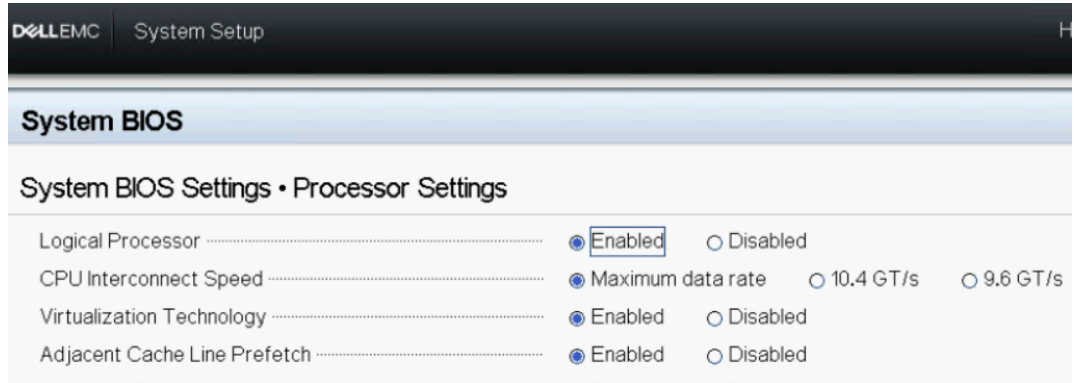 DELLEMC System Setup H
System BIOS
System BIOS Settings • Processor Settings
Logical Processor Enabled Disabled
CPU Interconnect Speed Maximum data rate 10.4 GT/s 9.6 GT/s
Virtualization Technology Enabled Disabled
Adjacent Cache Line Prefetch Enabled Disabled